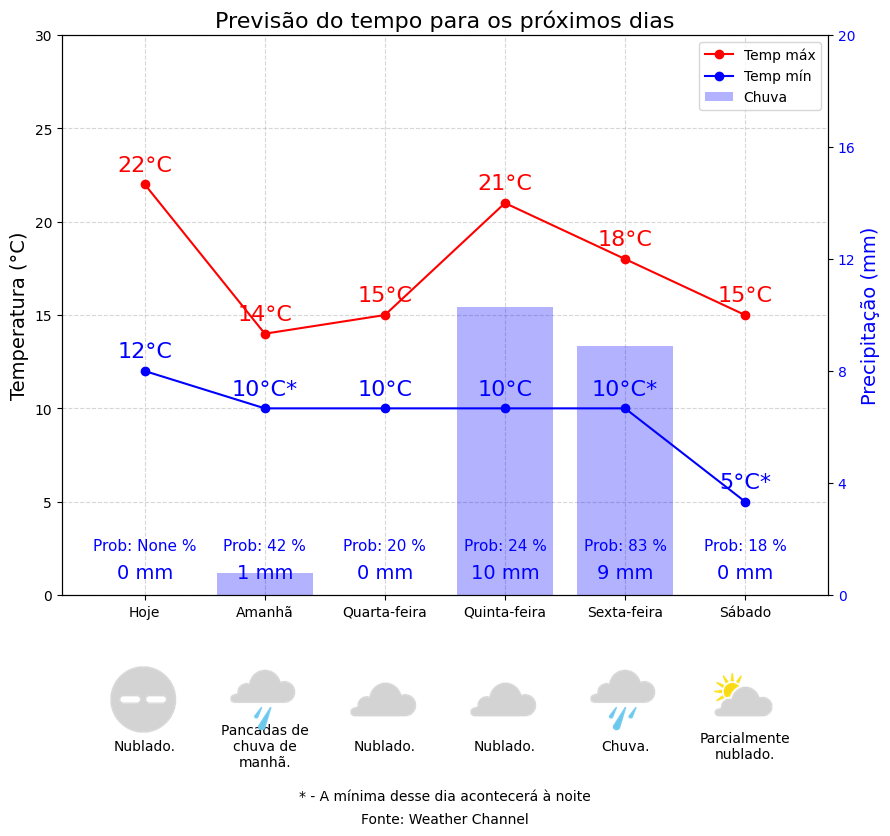 Previsão do tempo para os próximos dias
Temperatura (°C)
Precipitação (mm)
30
25
20
15
10
5
0
20
16
12
8
4
0
Temp máx
Temp mín
Chuva
22°C
14°C
15°C
21°C
18°C
15°C
12°C
10°C*
10°C
10°C
10°C*
5°C*
Prob: None %
Prob: 42 %
Prob: 20 %
Prob: 24 %
Prob: 83 %
Prob: 18 %
0 mm
1 mm
0 mm
10 mm
9 mm
0 mm
Hoje
Amanhã
Quarta-feira
Quinta-feira
Sexta-feira
Sábado
Nublado.
Pancadas de
chuva de
manhã.
Nublado.
Nublado.
Chuva.
Parcialmente
nublado.
* - A mínima desse dia acontecerá à noite
Fonte: Weather Channel